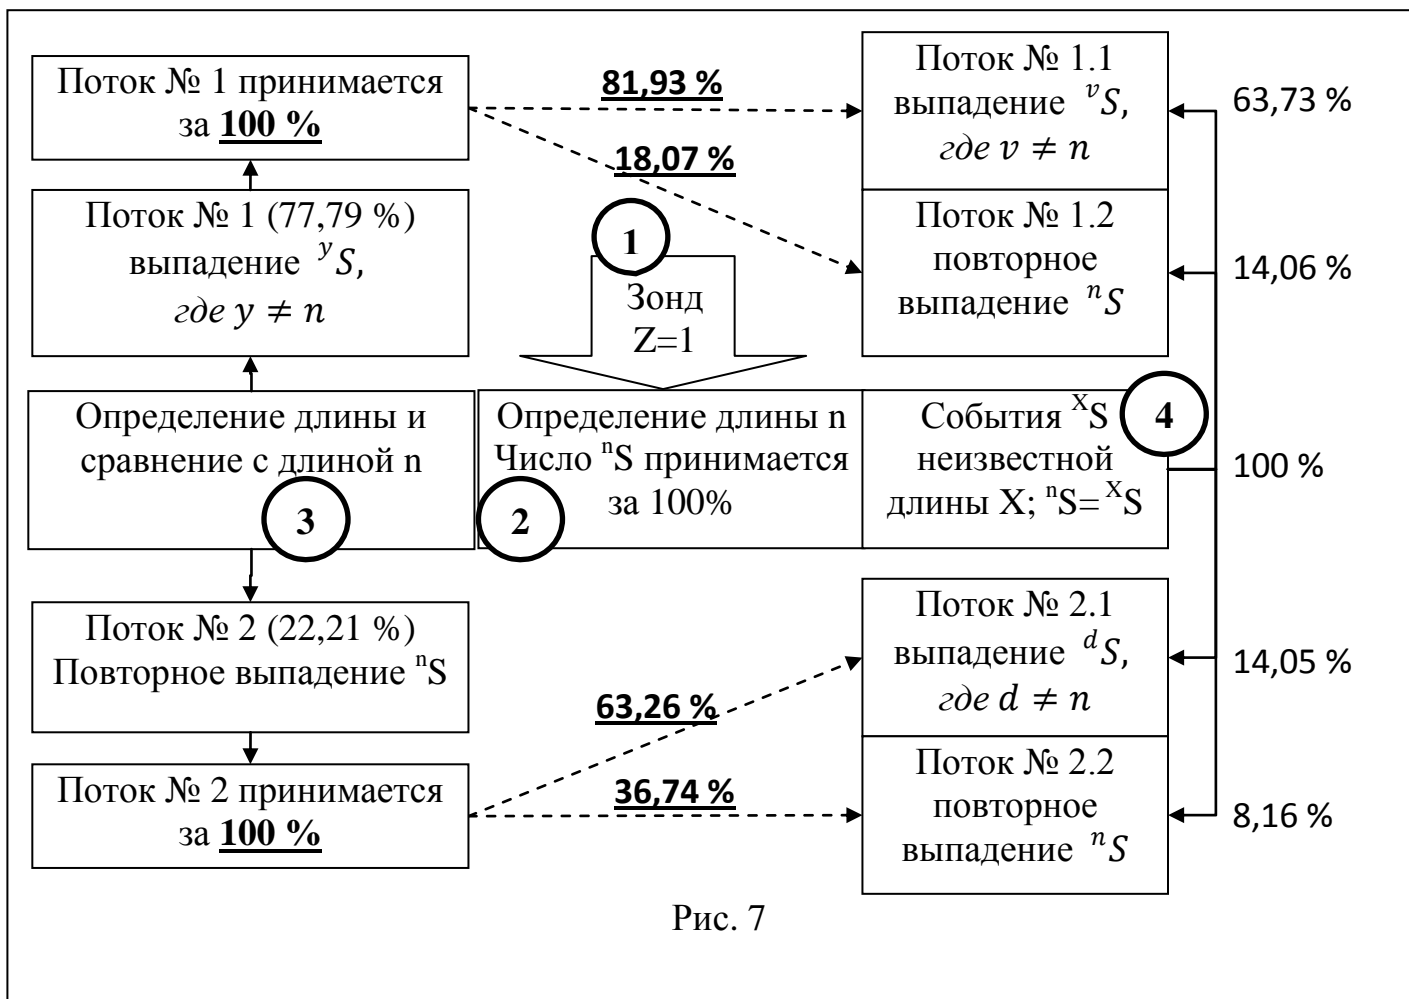 Поток № 1 принимается
за 100 %
81,93 %
18,07 %
Поток № 1.1
выпадение ᵛS,
где v ≠ n
63,73 %
Поток № 1 (77,79 %)
выпадение ʸS,
где y ≠ n
1
Зонд
Z=1
Поток № 1.2
повторное
выпадение ⁿS
14,06 %
Определение длины и
сравнение с длиной n
3
Определение длины n
Число ⁿS принимается
за 100%
2
События ˣS
неизвестной
длины X; ⁿS= ˣS
4
100 %
Поток № 2 (22,21 %)
Повторное выпадение ⁿS
Поток № 2.1
выпадение ᵈS,
где d ≠ n
14,05 %
63,26 %
Поток № 2 принимается
за 100 %
36,74 %
Поток № 2.2
повторное
выпадение ⁿS
8,16 %
Рис. 7